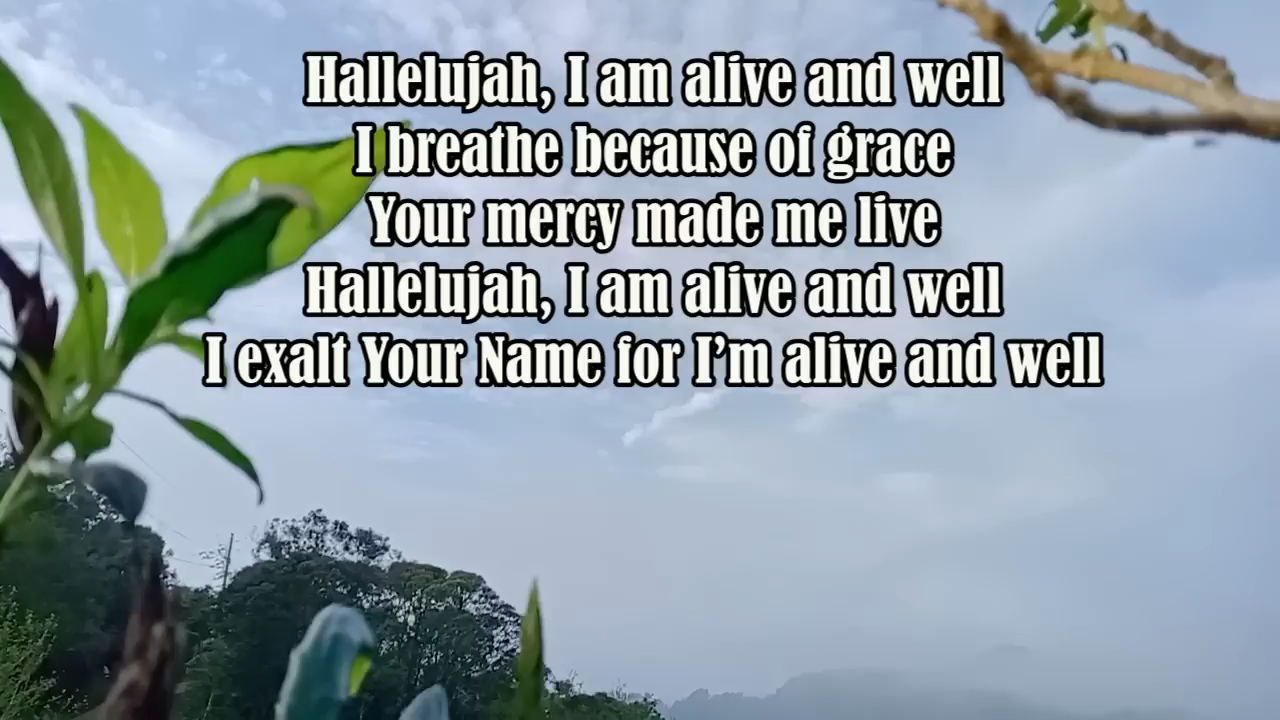 Hallelujah, I am alive and well
I breathe because of grace
Your mercy made me live
Hallelujah, I am alive and well
I exalt Your Name for I’m alive and well